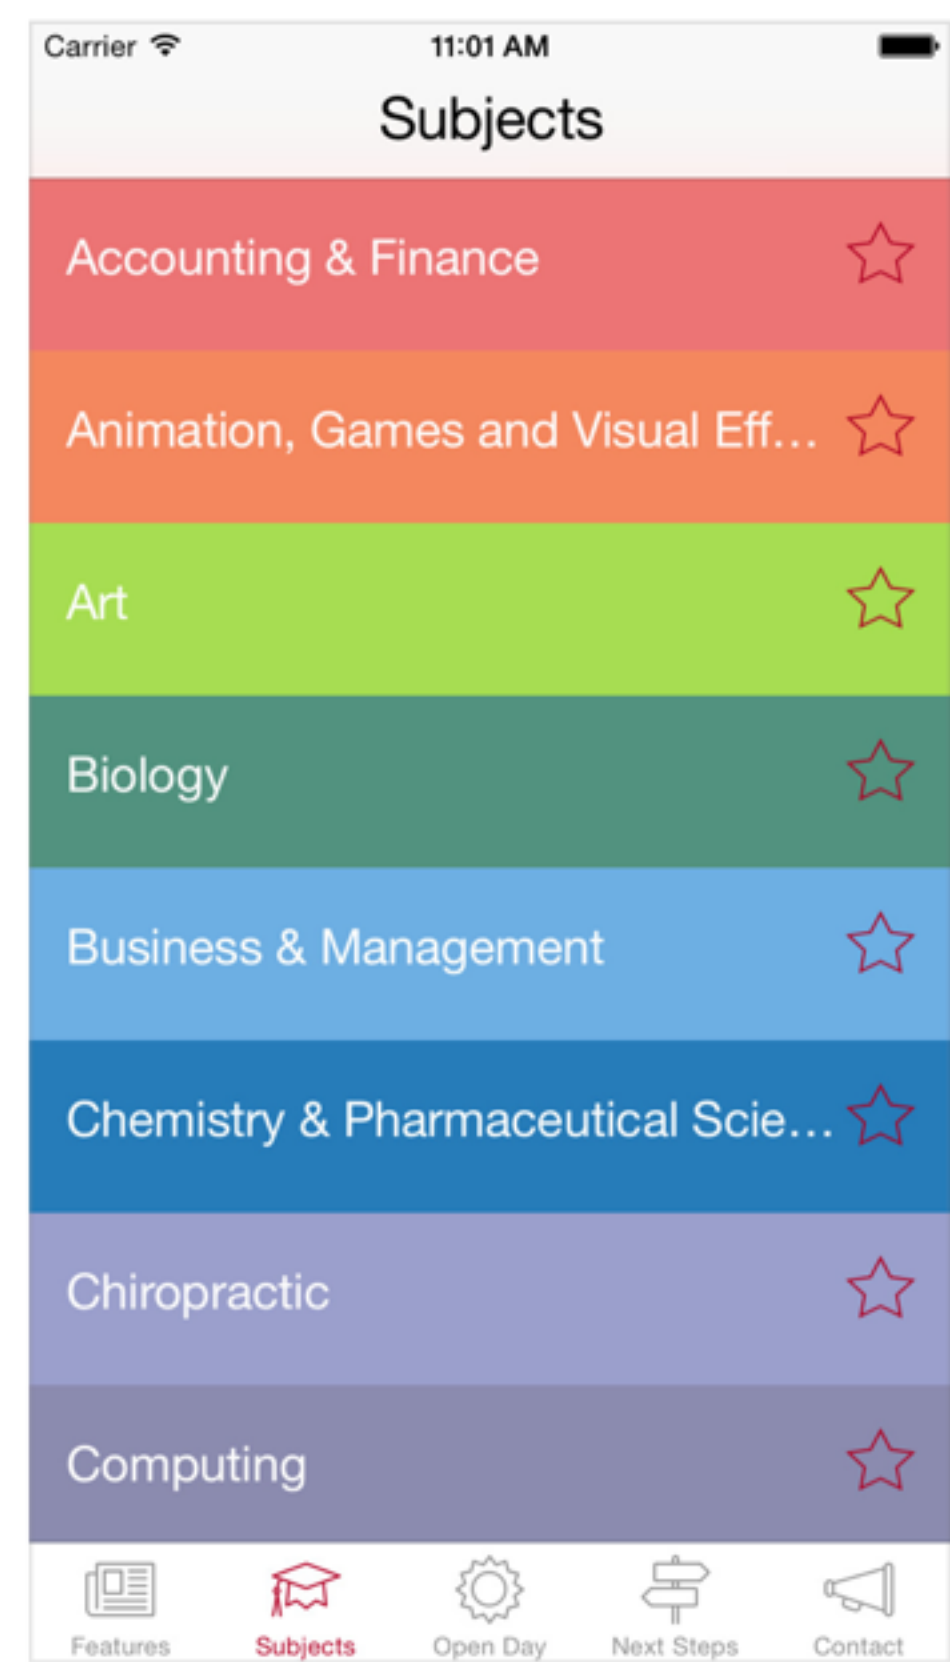 Carrier
11:01 AM
Subjects
Accounting & Finance
Animation, Games and Visual Eff...
Art
Biology
Business & Management
Chemistry & Pharmaceutical Scie...
Chiropractic
Computing
Features
Subjects
Open Day
Next Steps
Contact